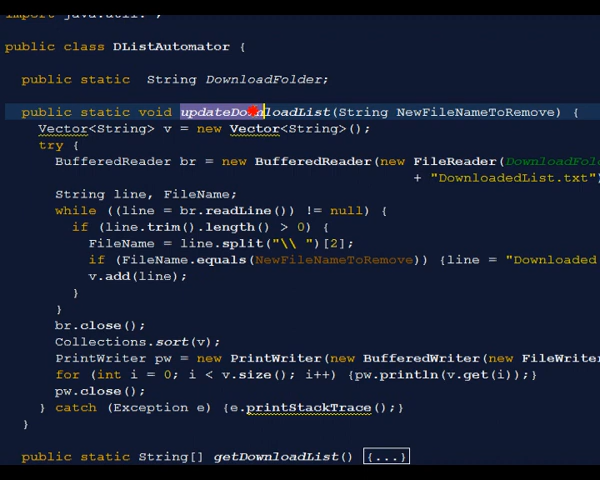 import java.util.*;
public class DListAutomator {
public static String DownloadFolder;
public static void updateDownloadList(String NewFileNameToRemove) {
Vector<String> v = new Vector<String>();
try {
BufferedReader br = new BufferedReader(new FileReader(DownloadFol
+ "DownloadedList.txt")
String line, FileName;
while ((line = br.readLine()) != null) {
if (line.trim().length() > 0) {
FileName = line.split("\\ ")[2];
if (FileName.equals(NewFileNameToRemove)) {line = "Downloaded
v.add(line);
}
}
br.close();
Collections.sort(v);
PrintWriter pw = new PrintWriter(new BufferedWriter(new FileWriter
for (int i = 0; i < v.size(); i++) {pw.println(v.get(i));}
pw.close();
} catch (Exception e) {e.printStackTrace();}
}
public static String[] getDownloadList() {...}